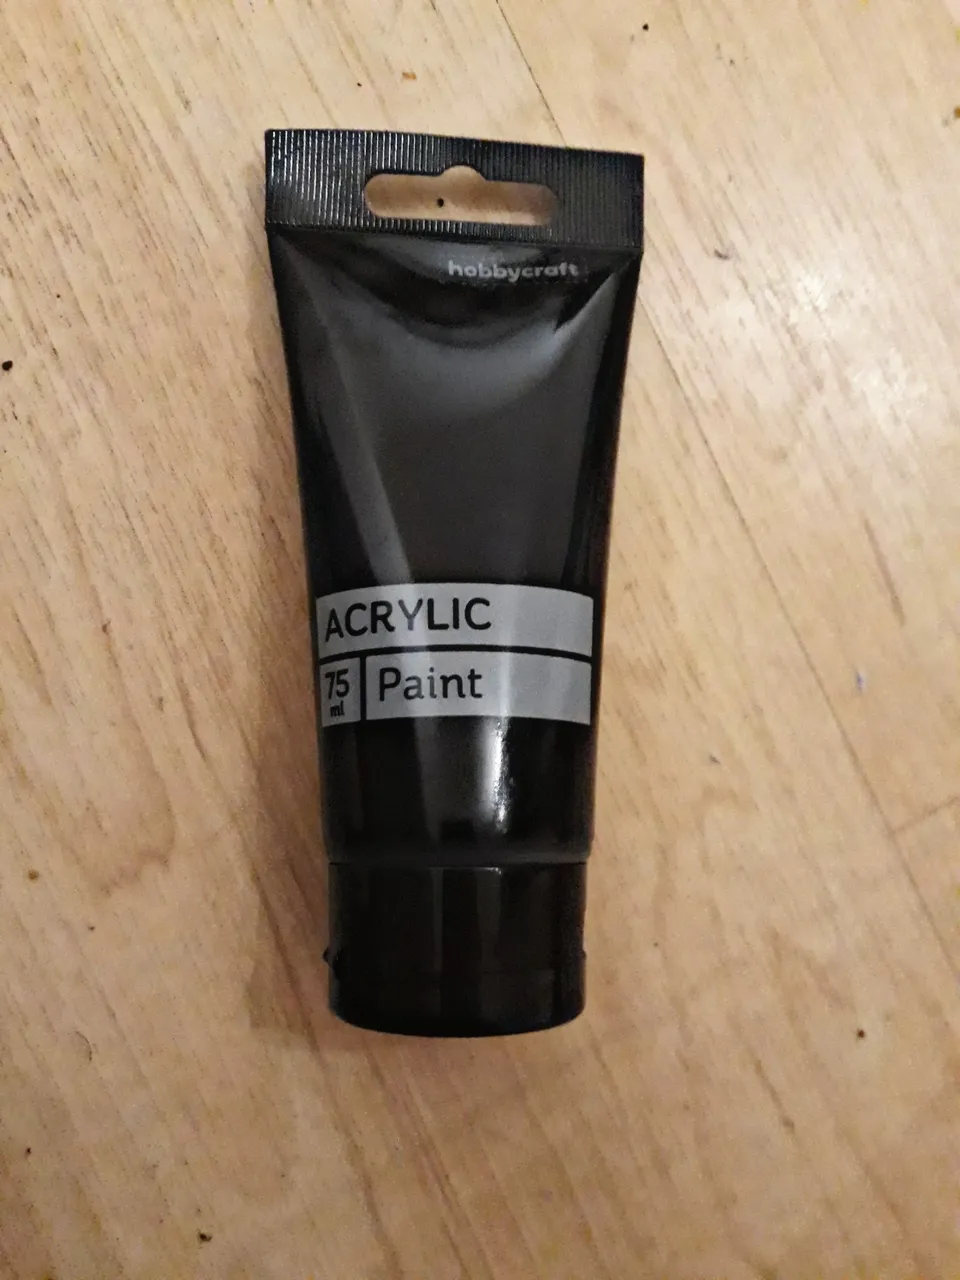 hobbycraft
ACRYLIC
75 ml
Paint